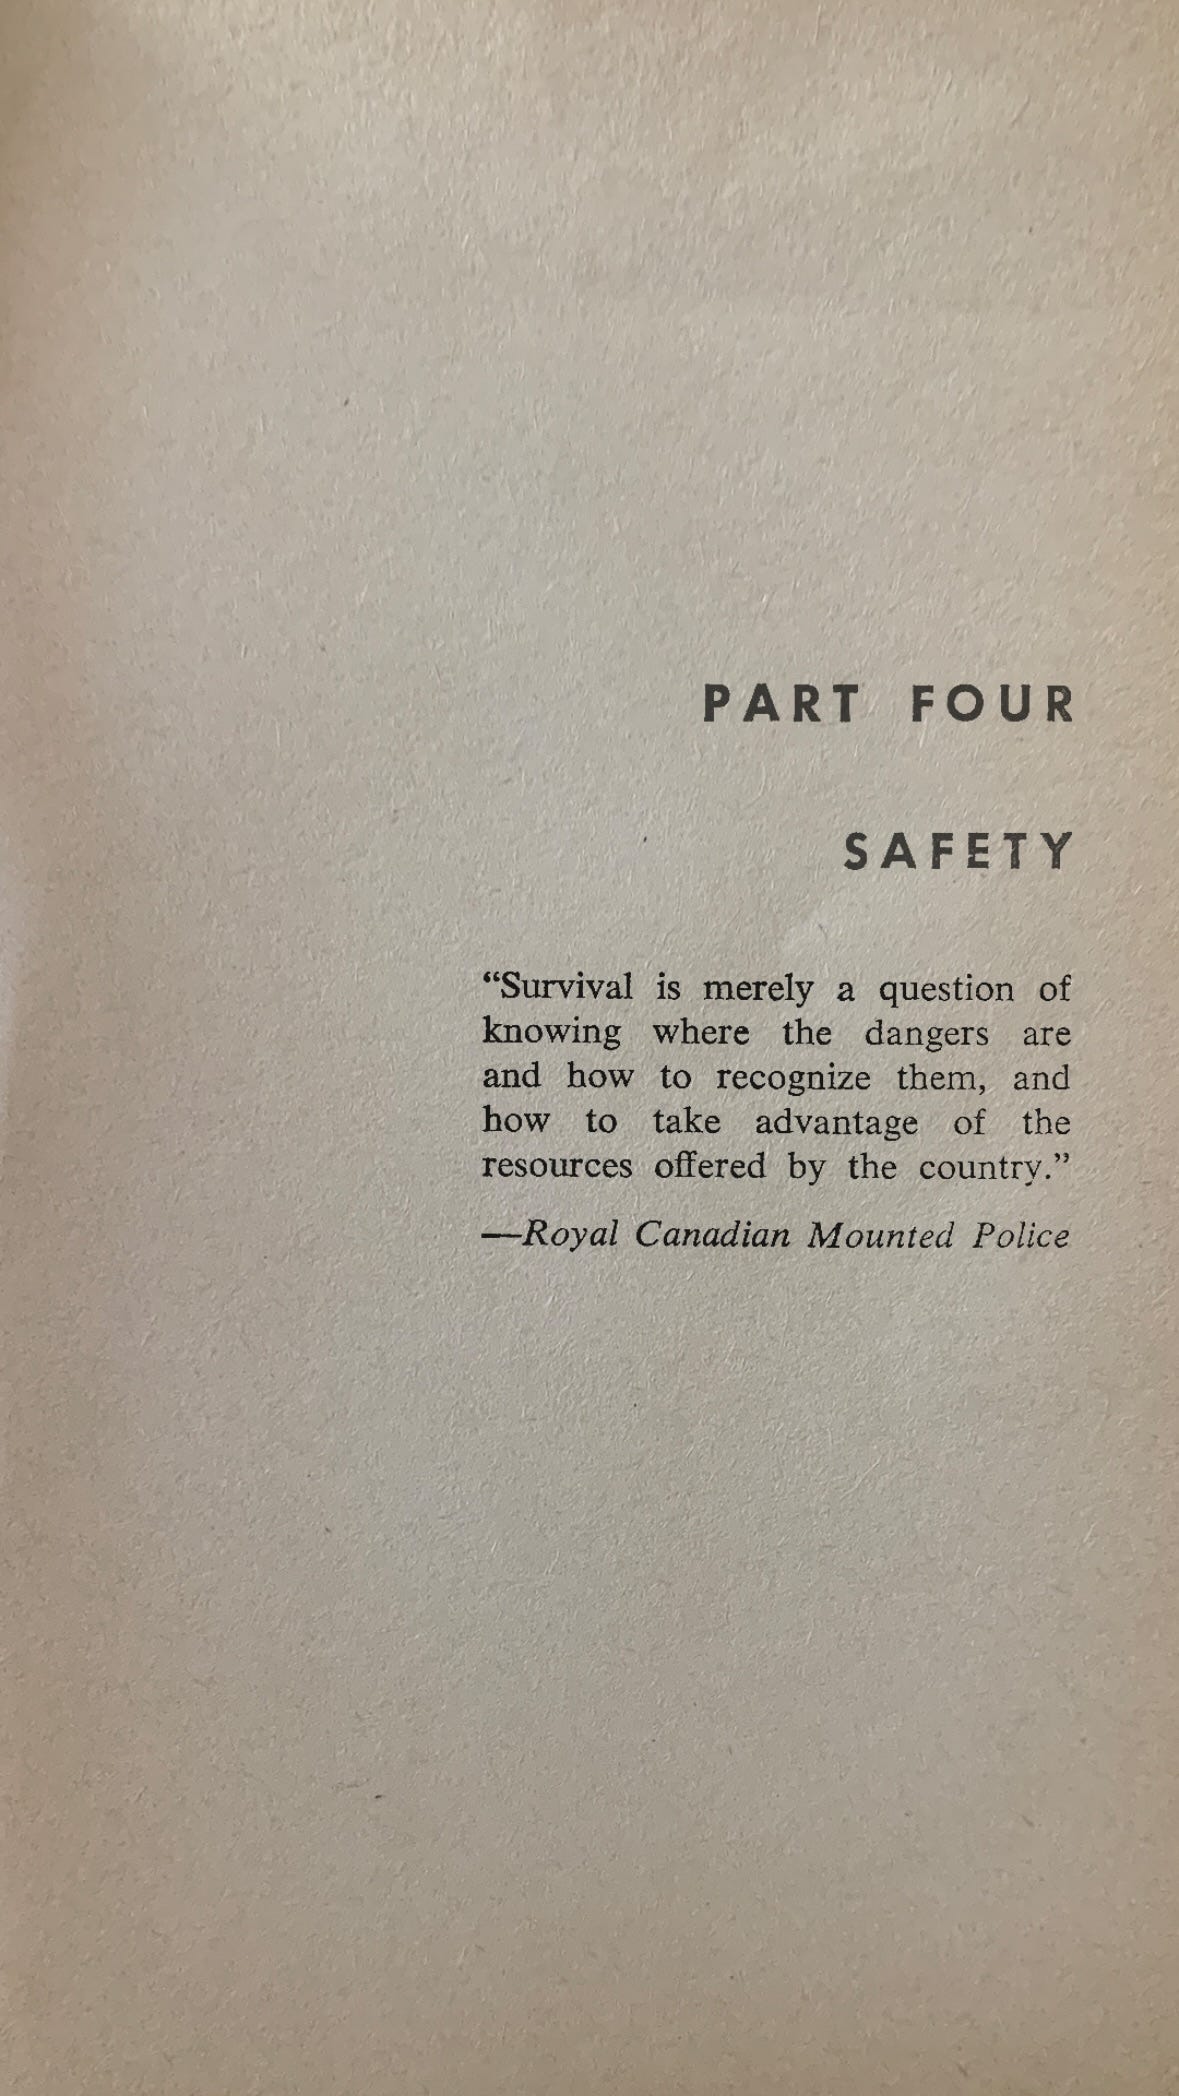 PART FOUR
SAFETY
“Survival is merely a question of
knowing where the dangers are
and how to recognize them, and
how to take advantage of the
resources offered by the country.”
—Royal Canadian Mounted Police